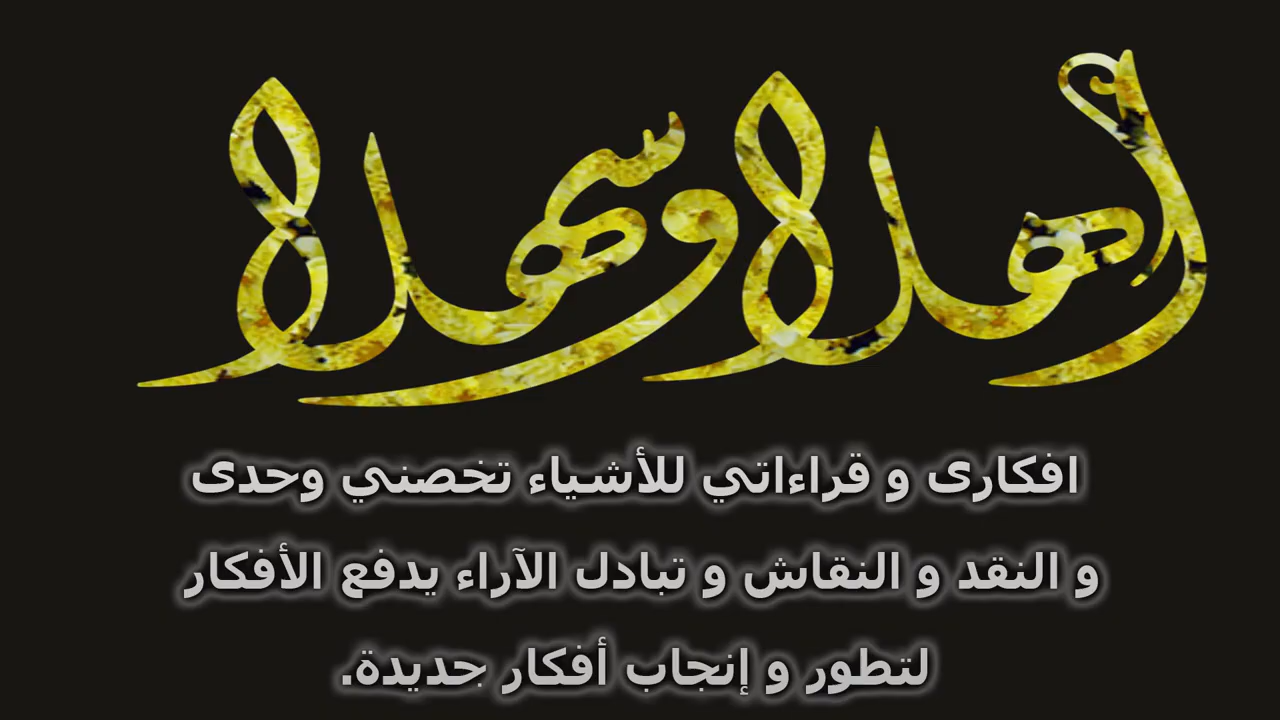 أهلا وسهلا
افكارى و قراءاتي للأشياء تخصني وحدى
و النقد و النقاش و تبادل الآراء يدفع الأفكار
لتطور و إنجاب أفكار جديدة.